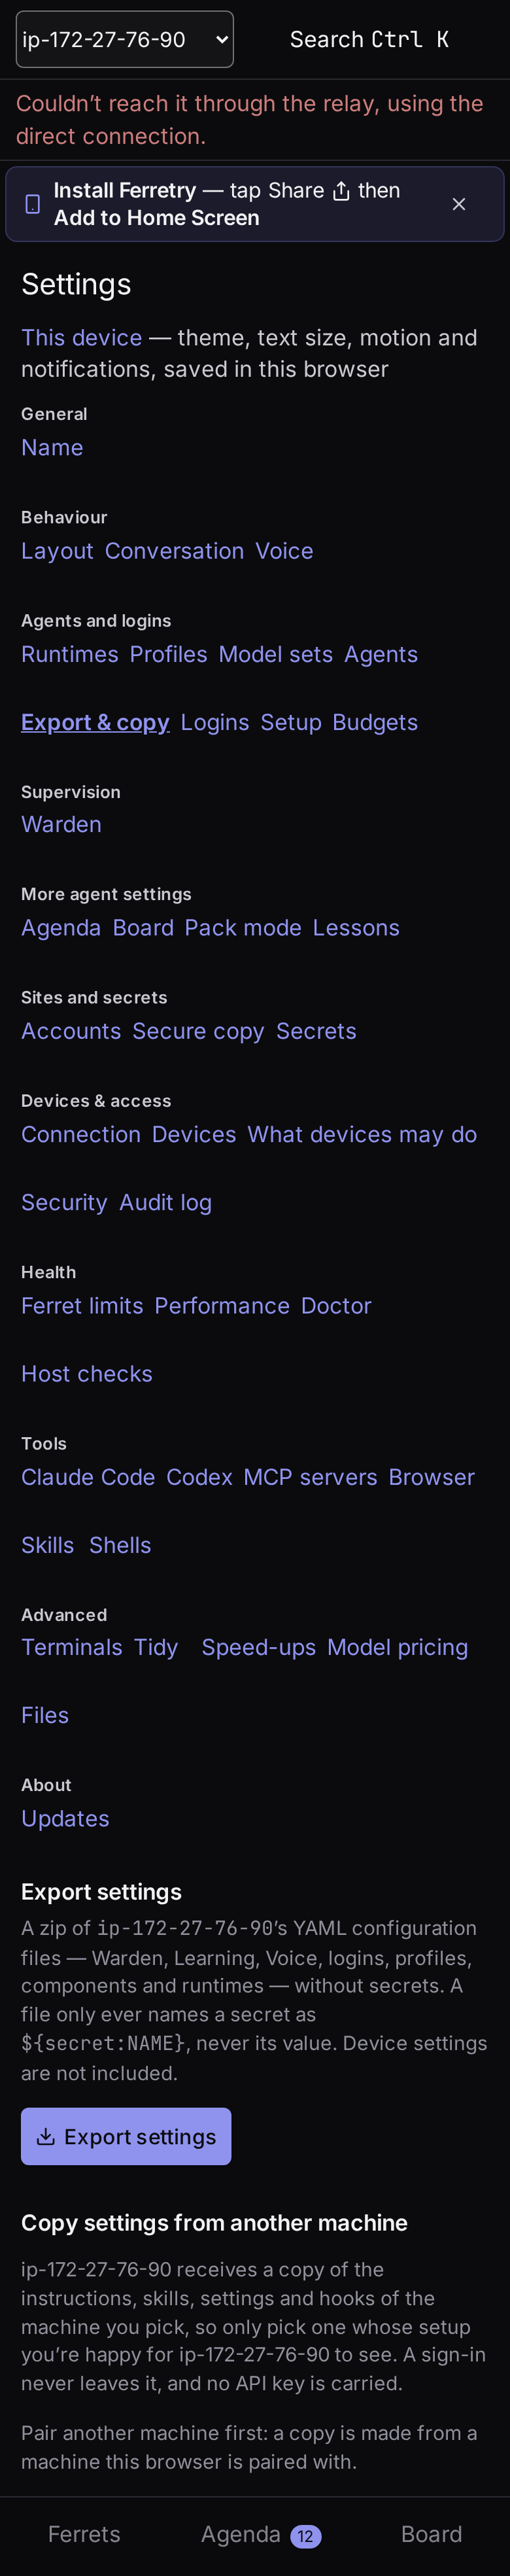 ip-172-27-76-90 Search Ctrl K
Couldn’t reach it through the relay, using the
direct connection.
Install Ferretry — tap Share then
Add to Home Screen
Settings
This device — theme, text size, motion and
notifications, saved in this browser
General
Name
Behaviour
Layout Conversation Voice
Agents and logins
Runtimes Profiles Model sets Agents
Export & copy Logins Setup Budgets
Supervision
Warden
More agent settings
Agenda Board Pack mode Lessons
Sites and secrets
Accounts Secure copy Secrets
Devices & access
Connection Devices What devices may do
Security Audit log
Health
Ferret limits Performance Doctor
Host checks
Tools
Claude Code Codex MCP servers Browser
Skills Shells
Advanced
Terminals Tidy Speed-ups Model pricing
Files
About
Updates
Export settings
A zip of ip-172-27-76-90’s YAML configuration
files — Warden, Learning, Voice, logins, profiles,
components and runtimes — without secrets. A
file only ever names a secret as
${secret:NAME}, never its value. Device settings
are not included.
Export settings
Copy settings from another machine
ip-172-27-76-90 receives a copy of the
instructions, skills, settings and hooks of the
machine you pick, so only pick one whose setup
you’re happy for ip-172-27-76-90 to see. A sign-in
never leaves it, and no API key is carried.
Pair another machine first: a copy is made from a
machine this browser is paired with.
Ferrets Agenda 12 Board